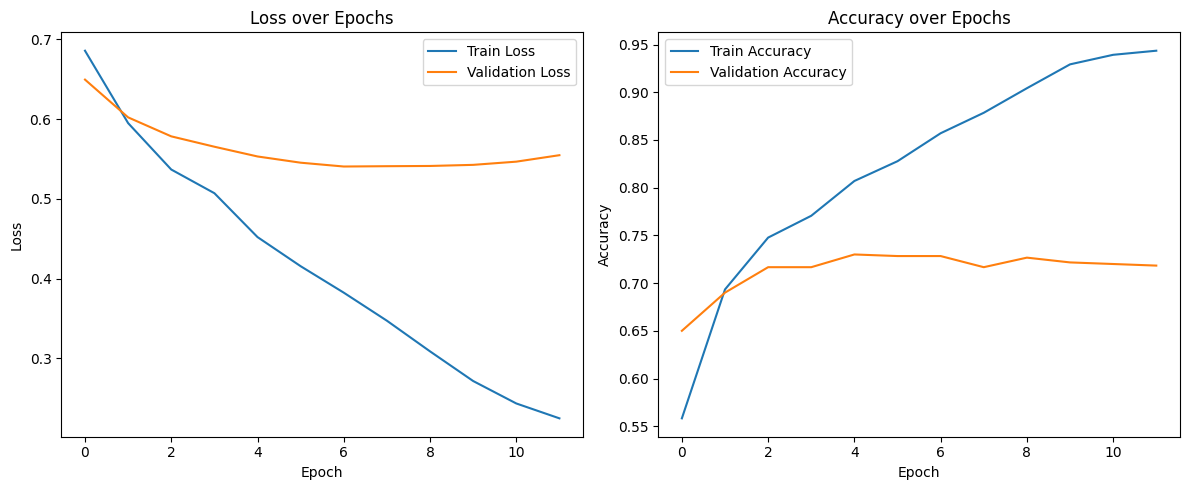 Loss over Epochs
Train Loss
Validation Loss
0.7
0.6
0.5
0.4
0.3
Loss
0 2 4 6 8 10
Epoch
Accuracy over Epochs
Train Accuracy
Validation Accuracy
0.95
0.90
0.85
0.80
0.75
0.70
0.65
0.60
0.55
Accuracy
0 2 4 6 8 10
Epoch